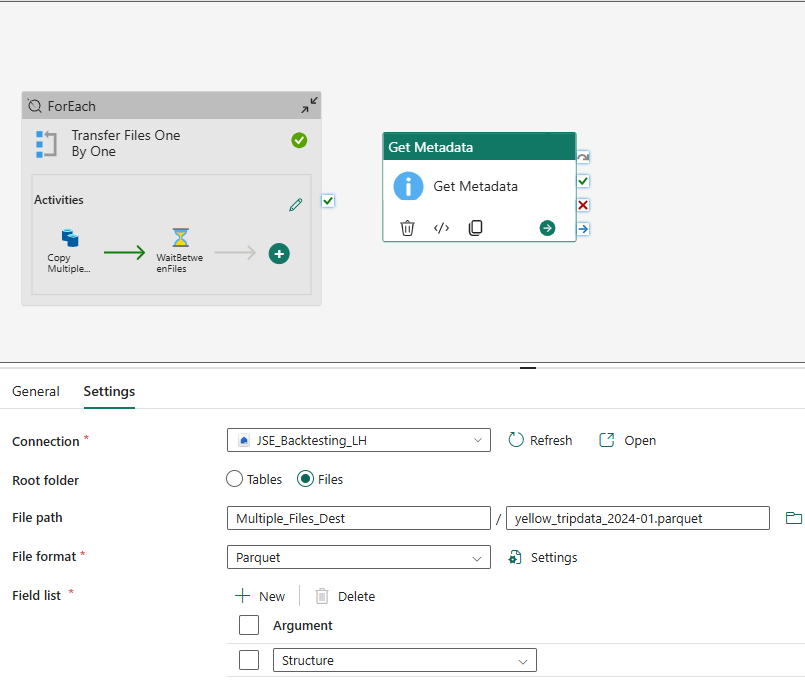 ForEach
Transfer Files One
By One
Activities
Copy
Multiple...
WaitBetwe
enFiles
Get Metadata
Get Metadata
General Settings
Connection *
JSE_Backtesting_LH
Refresh
Open
Root folder
Tables
Files
File path
Multiple_Files_Dest
/
yellow_tripdata_2024-01.parquet
File format *
Parquet
Settings
Field list *
New
Delete
Argument
Structure